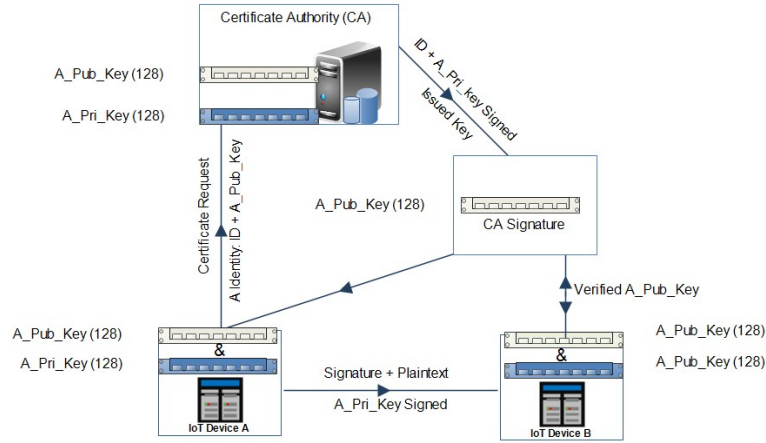 Certificate Authority (CA)
A_Pub_Key (128)
A_Pri_Key (128)
ID + A_Pri_key Signed
Issued Key
Certificate Request
A Identity. ID + A_Pub_Key
A_Pub_Key (128)
CA Signature
Verified A_Pub_Key
A_Pub_Key (128)
&
A_Pri_Key (128)
IoT Device A
Signature + Plaintext
A_Pri_Key Signed
A_Pub_Key (128)
&
A_Pub_Key (128)
IoT Device B